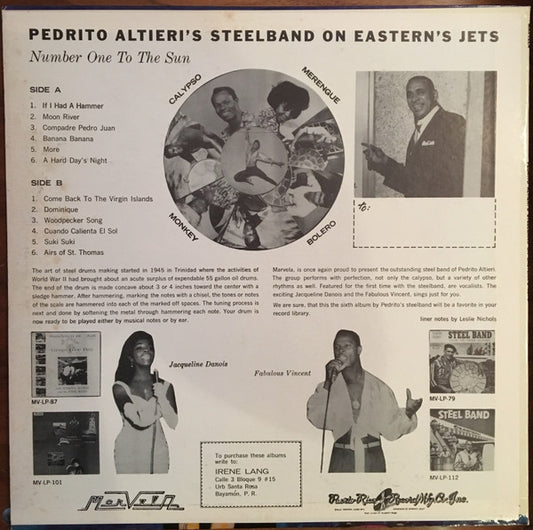 PEDRITO ALTIERI'S STEELBAND ON EASTERN'S JETS
Number One To The Sun
SIDE A
1. If I Had A Hammer
2. Moon River
3. Compadre Pedro Juan
4. Banana Banana
5. More
6. A Hard Day's Night
SIDE B
1. Come Back To The Virgin Islands
2. Dominique
3. Woodpecker Song
4. Cuando Calienta El Sol
5. Suki Suki
6. Airs of St. Thomas
CALYPSO
MERENGUE
MONKEY
BOLERO
to:
The art of steel drums making started in 1945 in Trinidad where the activities of
World War II had brought about an acute surplus of expendable 55 gallon oil drums.
The end of the drum is made concave about 3 or 4 inches toward the center with a
sledge hammer. After hammering, marking the notes with a chisel, the tones or notes
of the scale are hammered into each of the marked off spaces. The tuning process is
next and done by softening the metal through hammering each note. Your drum is
now ready to be played either by musical notes or by ear.
Marvela, is once again proud to present the outstanding steel band of Pedrito Altieri.
The group performs with perfection, not only the calypso, but a variety of other
rhythms as well. Featured for the first time with the steelband, are vocalists. The
exciting Jacqueline Danois and the Fabulous Vincent, sings just for you.
We are sure, that this the sixth album by Pedrito's steelband will be a favorite in your
record library.
liner notes by Leslie Nichols
Jacqueline Danois
Fabulous Vincent
MV-LP-87
MV-LP-101
STEEL BAND
MV-LP-79
STEEL BAND
MV-LP-112
To purchase these albums
write to:
IRENE LANG
Calle 3 Bloque 9 #15
Urb Santa Rosa
Bayamón, P. R.
Marvela
Puerto Rico Record Mfg. Co. Inc.